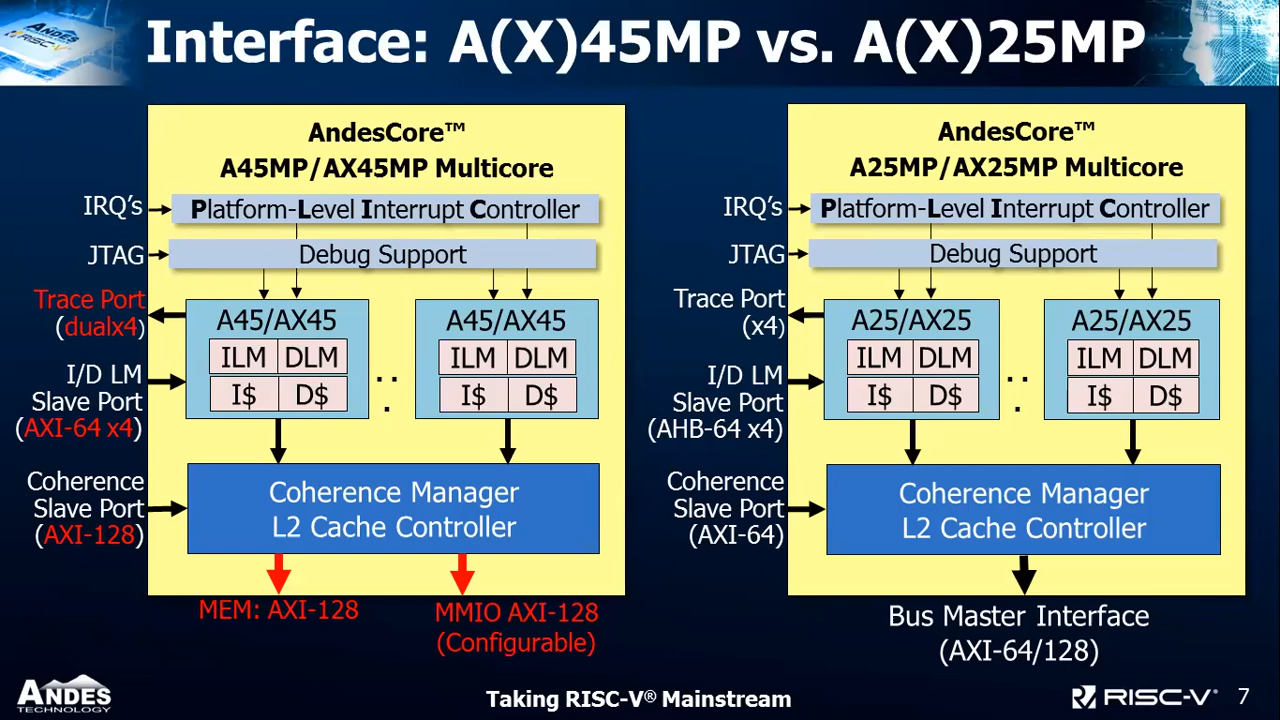 ANDES
RISC-V
Interface: A(X)45MP vs. A(X)25MP
AndesCore™
A45MP/AX45MP Multicore
IRQ's
Platform-Level Interrupt Controller
JTAG
Debug Support
Trace Port
(dualx4)
A45/AX45
ILM DLM
I$ D$
. .
.
A45/AX45
ILM DLM
I$ D$
I/D LM
Slave Port
(AXI-64 x4)
Coherence
Slave Port
(AXI-128)
Coherence Manager
L2 Cache Controller
MEM: AXI-128
MMIO AXI-128
(Configurable)
AndesCore™
A25MP/AX25MP Multicore
IRQ's
Platform-Level Interrupt Controller
JTAG
Debug Support
Trace Port
(x4)
A25/AX25
ILM DLM
I$ D$
. .
.
A25/AX25
ILM DLM
I$ D$
I/D LM
Slave Port
(AHB-64 x4)
Coherence
Slave Port
(AXI-64)
Coherence Manager
L2 Cache Controller
Bus Master Interface
(AXI-64/128)
ANDES
TECHNOLOGY
Taking RISC-V® Mainstream
RISC-V®
7